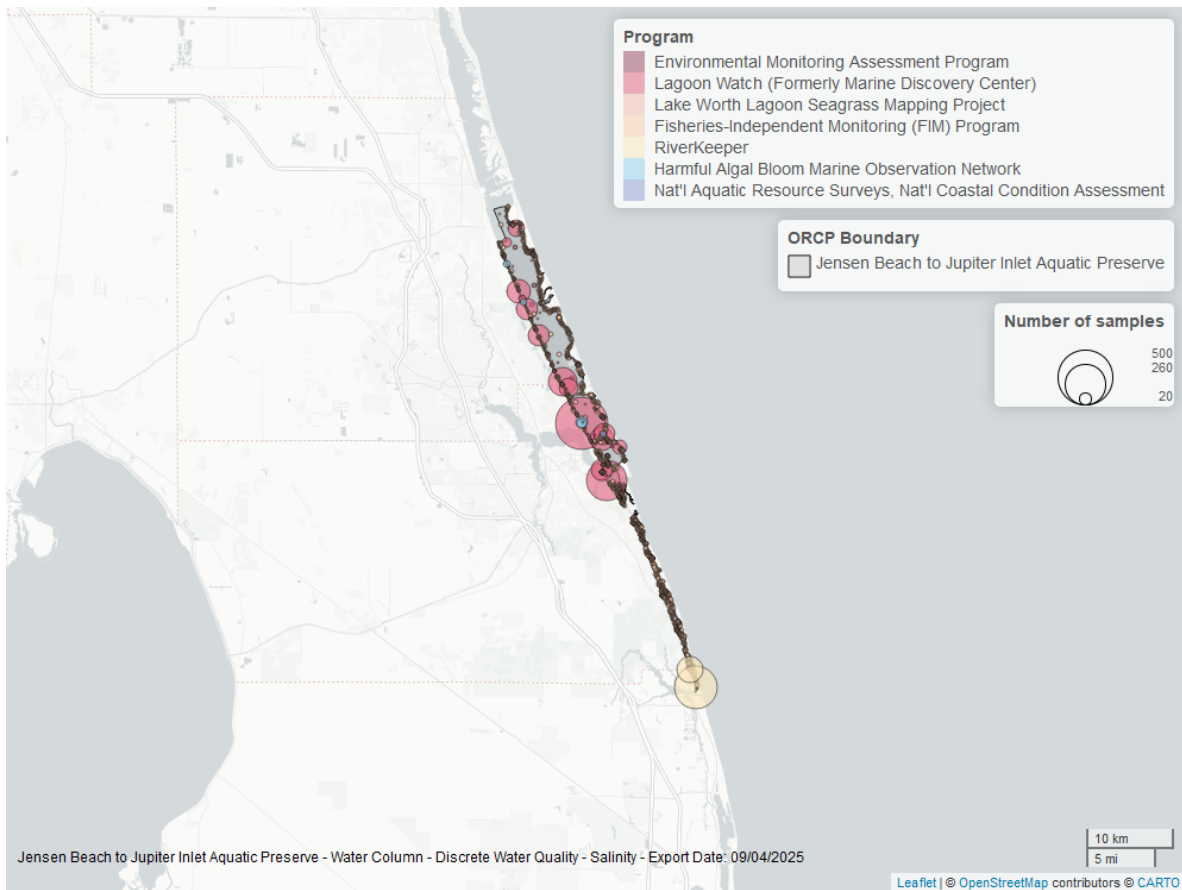 Program
Environmental Monitoring Assessment Program
Lagoon Watch (Formerly Marine Discovery Center)
Lake Worth Lagoon Seagrass Mapping Project
Fisheries-Independent Monitoring (FIM) Program
RiverKeeper
Harmful Algal Bloom Marine Observation Network
Nat'l Aquatic Resource Surveys, Nat'l Coastal Condition Assessment
ORCP Boundary
Jensen Beach to Jupiter Inlet Aquatic Preserve
Number of samples
500
260
20
10 km
5 mi
Jensen Beach to Jupiter Inlet Aquatic Preserve - Water Column - Discrete Water Quality - Salinity - Export Date: 09/04/2025
Leaflet | © OpenStreetMap contributors © CARTO